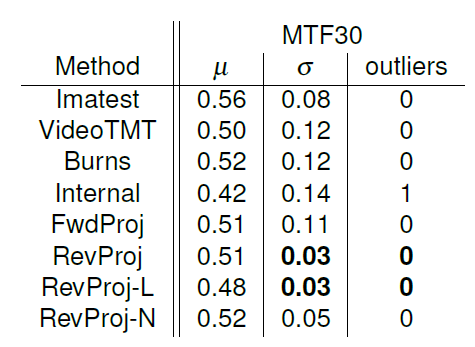 MTF30
Method μ σ outliers
Imatest 0.56 0.08 0
VideoTMT 0.50 0.12 0
Burns 0.52 0.12 0
Internal 0.42 0.14 1
FwdProj 0.51 0.11 0
RevProj 0.51 0.03 0
RevProj-L 0.48 0.03 0
RevProj-N 0.52 0.05 0